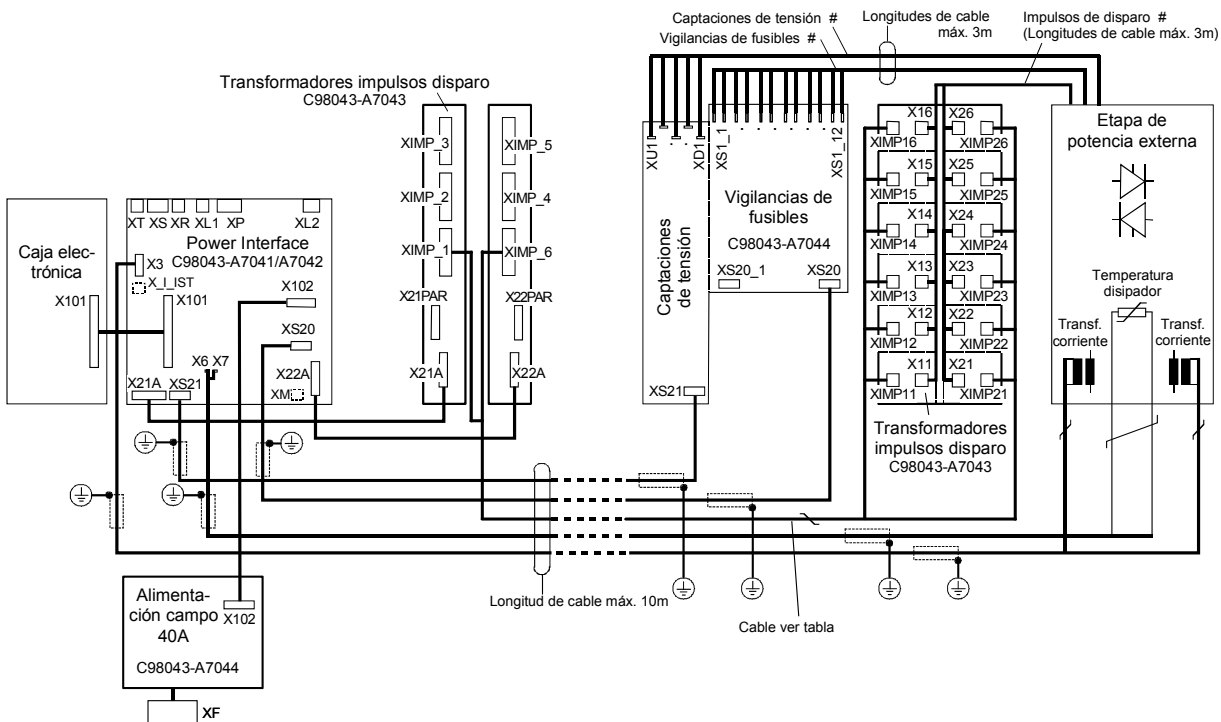 Captaciones de tensión #
Vigilancias de fusibles #
Longitudes de cable
máx. 3m
Impulsos de disparo #
(Longitudes de cable máx. 3m)
Transformadores impulsos disparo
C98043-A7043
XIMP_3
XIMP_2
XIMP_1
X21PAR
X21A
XIMP_5
XIMP_4
XIMP_6
X22PAR
X22A
Caja elec-
trónica
X101
XT XS XR XL1 XP XL2
Power Interface
C98043-A7041/A7042
X3
X_I_IST
X101
X102
XS20
X6 X7
X22A
X21A XS21
XM
XU1 . . XD1
Captaciones
de tensión
XS21
XS1_1 . . . . . XS1_12
Vigilancias de
fusibles
C98043-A7044
XS20_1 XS20
X16 X26
XIMP16 XIMP26
X15 X25
XIMP15 XIMP25
X14 X24
XIMP14 XIMP24
X13 X23
XIMP13 XIMP23
X12 X22
XIMP12 XIMP22
X11 X21
XIMP11 XIMP21
Transformadores
impulsos disparo
C98043-A7043
Etapa de
potencia externa
Temperatura
disipador
Transf.
corriente
Transf.
corriente
Longitud de cable máx. 10m
Cable ver tabla
Alimenta-
ción campo
40A
X102
C98043-A7044
XF